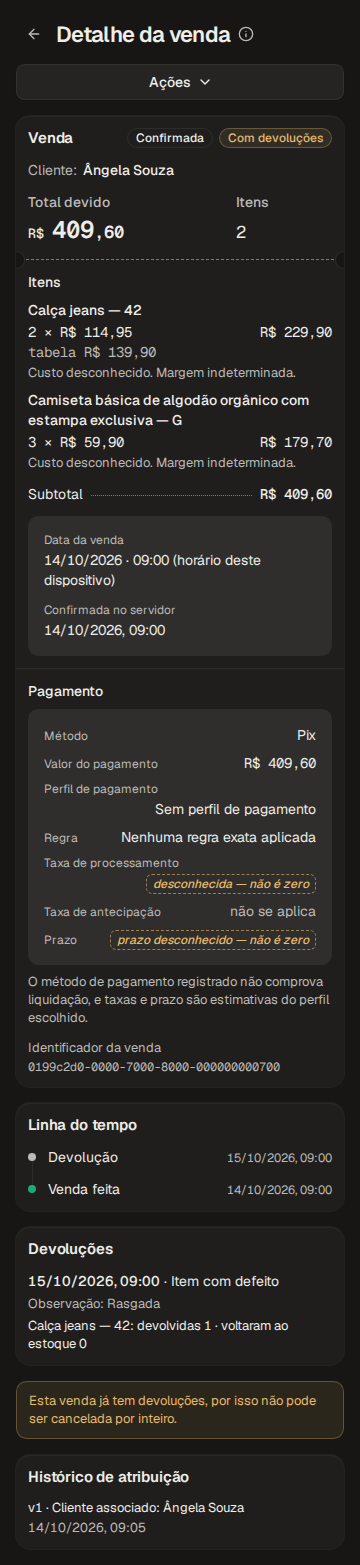 Detalhe da venda
Ações
Venda
Confirmada
Com devoluções
Cliente: Ângela Souza
Total devido
Itens
R$ 409,60
2
Itens
Calça jeans — 42
2 × R$ 114,95
R$ 229,90
tabela R$ 139,90
Custo desconhecido. Margem indeterminada.
Camiseta básica de algodão orgânico com
estampa exclusiva — G
3 × R$ 59,90
R$ 179,70
Custo desconhecido. Margem indeterminada.
Subtotal
R$ 409,60
Data da venda
14/10/2026 · 09:00 (horário deste
dispositivo)
Confirmada no servidor
14/10/2026, 09:00
Pagamento
Método
Pix
Valor do pagamento
R$ 409,60
Perfil de pagamento
Sem perfil de pagamento
Regra
Nenhuma regra exata aplicada
Taxa de processamento
desconhecida — não é zero
Taxa de antecipação
não se aplica
Prazo
prazo desconhecido — não é zero
O método de pagamento registrado não comprova
liquidação, e taxas e prazo são estimativas do perfil
escolhido.
Identificador da venda
0199c2d0-0000-7000-8000-000000000700
Linha do tempo
Devolução
15/10/2026, 09:00
Venda feita
14/10/2026, 09:00
Devoluções
15/10/2026, 09:00 · Item com defeito
Observação: Rasgada
Calça jeans — 42: devolvidas 1 · voltaram ao
estoque 0
Esta venda já tem devoluções, por isso não pode
ser cancelada por inteiro.
Histórico de atribuição
v1 · Cliente associado: Ângela Souza
14/10/2026, 09:05